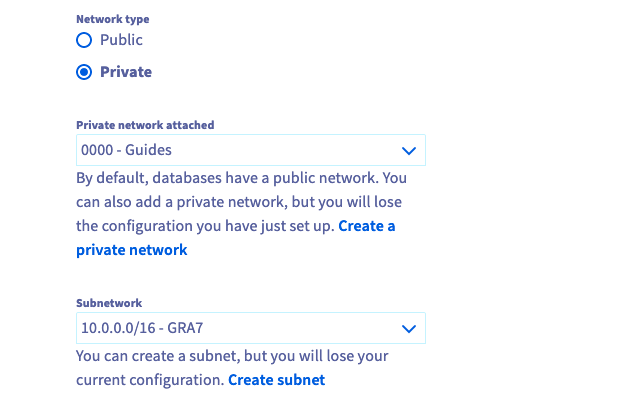 Network type
Public
Private
Private network attached
0000 - Guides
By default, databases have a public network. You
can also add a private network, but you will lose
the configuration you have just set up. Create a
private network
Subnetwork
10.0.0.0/16 - GRA7
You can create a subnet, but you will lose your
current configuration. Create subnet